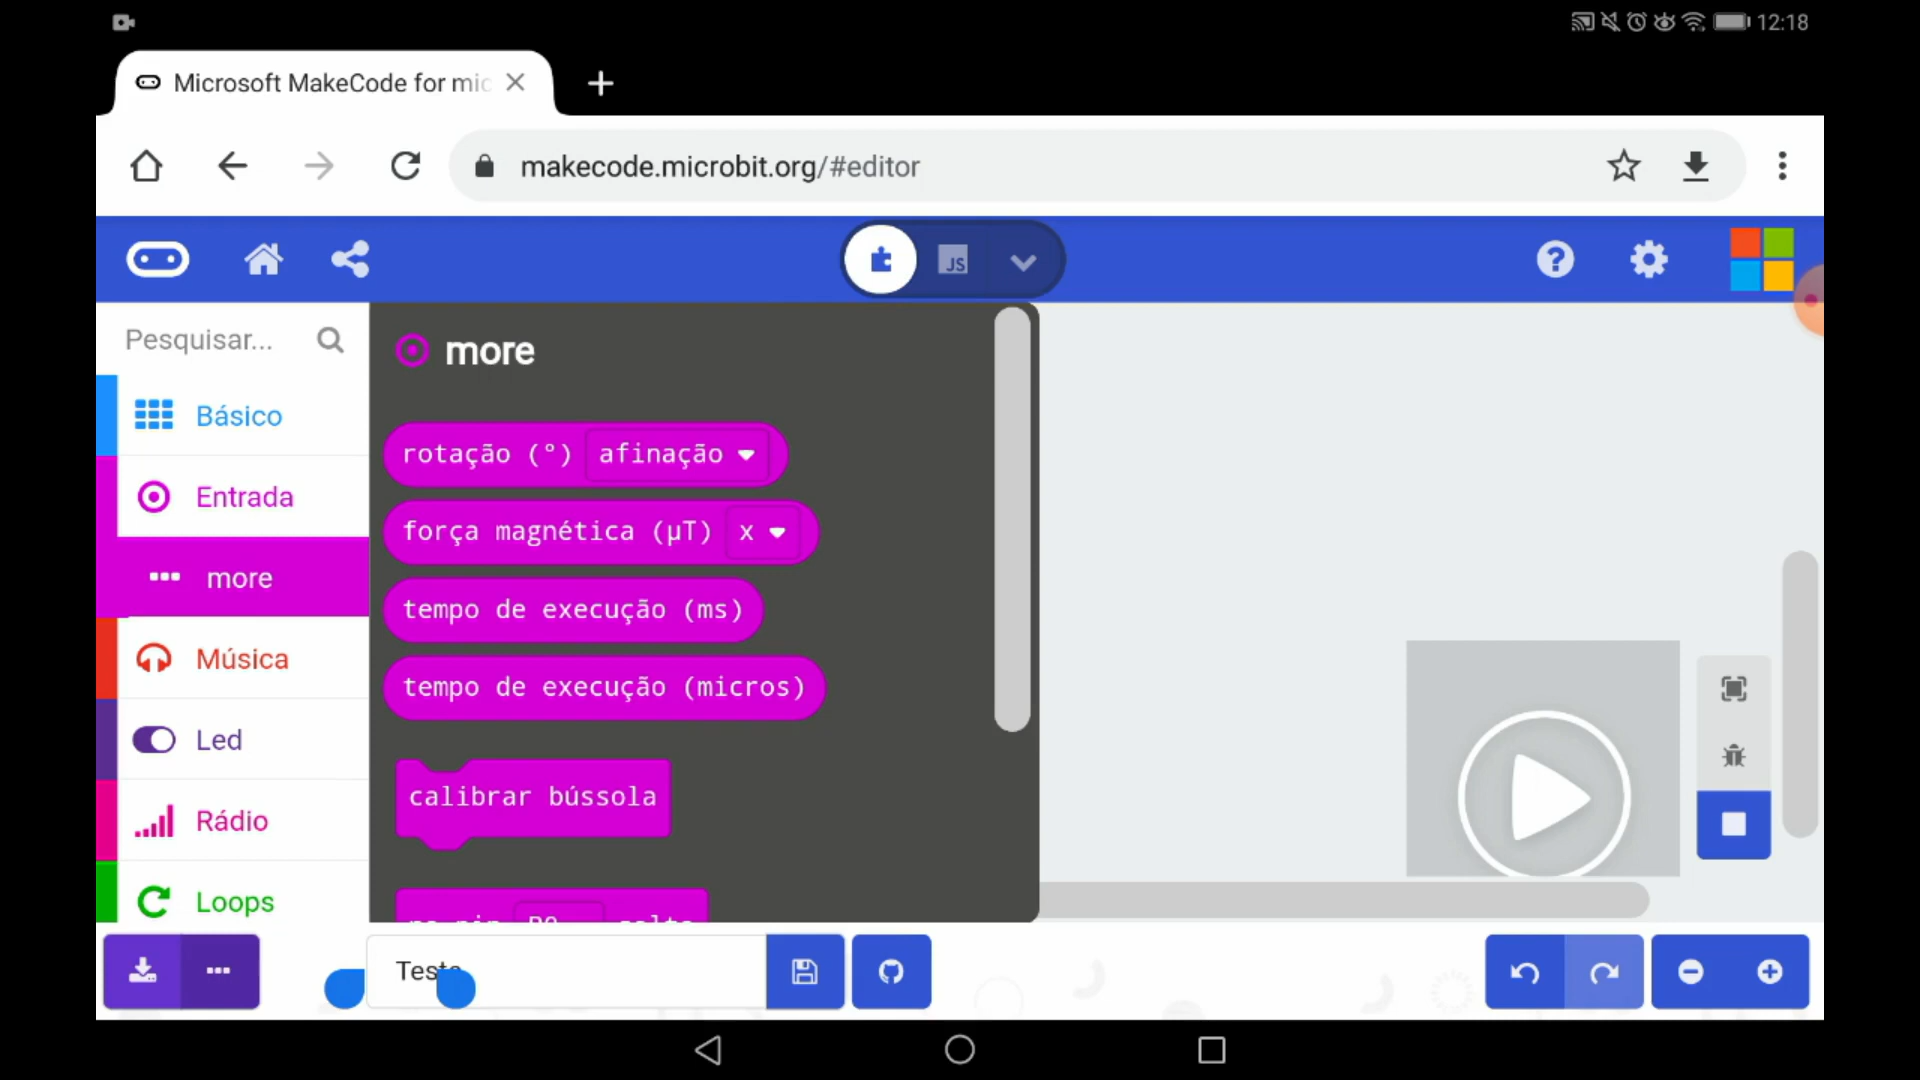 12:18
Microsoft MakeCode for mic
makecode.microbit.org/#editor
JS
Pesquisar...
more
Básico
rotação (°) afinação
Entrada
força magnética (µT) x
more
tempo de execução (ms)
Música
tempo de execução (micros)
Led
calibrar bússola
Rádio
Loops
Teste